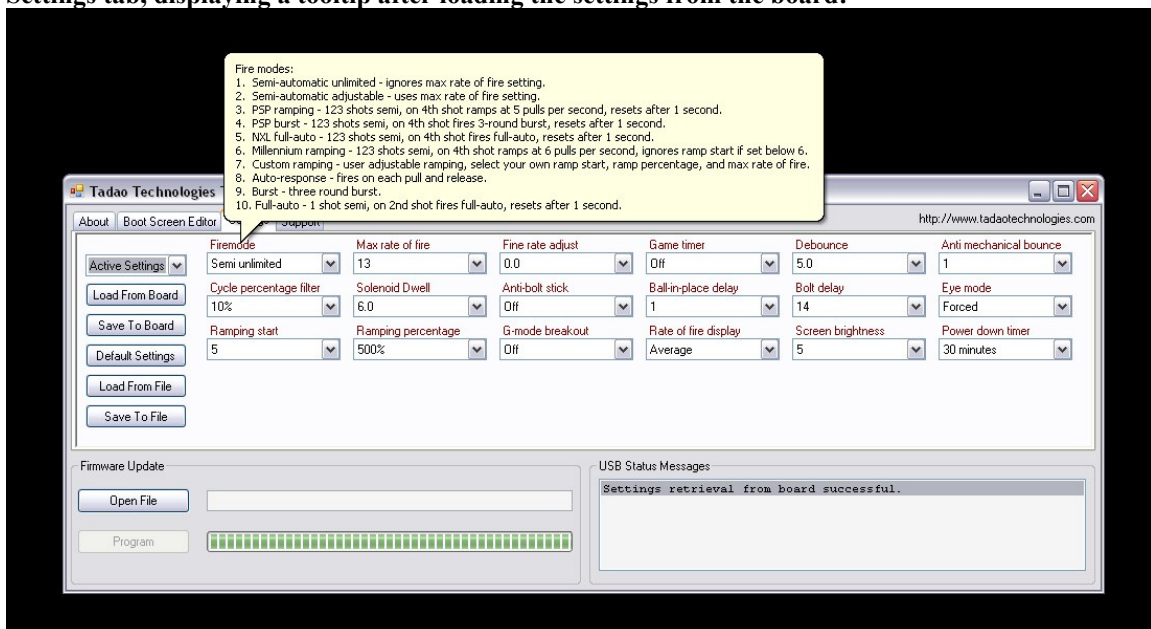 Settings tab, displaying a tooltip after loading the settings from the board:
Fire modes:
1. Semi-automatic unlimited - ignores max rate of fire setting.
2. Semi-automatic adjustable - uses max rate of fire setting.
3. PSP ramping - 123 shots semi, on 4th shot ramps at 5 pulls per second, resets after 1 second.
4. PSP burst - 123 shots semi, on 4th shot fires 3-round burst, resets after 1 second.
5. NXL full-auto - 123 shots semi, on 4th shot fires full-auto, resets after 1 second.
6. Millennium ramping - 123 shots semi, on 4th shot ramps at 6 pulls per second, ignores ramp start if set below 6.
7. Custom ramping - user adjustable ramping, select your own ramp start, ramp percentage, and max rate of fire.
8. Auto-response - fires on each pull and release.
9. Burst - three round burst.
10. Full-auto - 1 shot semi, on 2nd shot fires full-auto, resets after 1 second.
Tadao Technologies
About Boot Screen Editor Support http://www.tadaotechnologies.com
Active Settings
Load From Board
Save To Board
Default Settings
Load From File
Save To File
Firemode Max rate of fire Fine rate adjust Game timer Debounce Anti mechanical bounce
Semi unlimited 13 0.0 Off 5.0 1
Cycle percentage filter Solenoid Dwell Anti-bolt stick Ball-in-place delay Bolt delay Eye mode
10% 6.0 Off 1 14 Forced
Ramping start Ramping percentage G-mode breakout Rate of fire display Screen brightness Power down timer
5 500% Off Average 5 30 minutes
Firmware Update
Open File
Program
USB Status Messages
Settings retrieval from board successful.